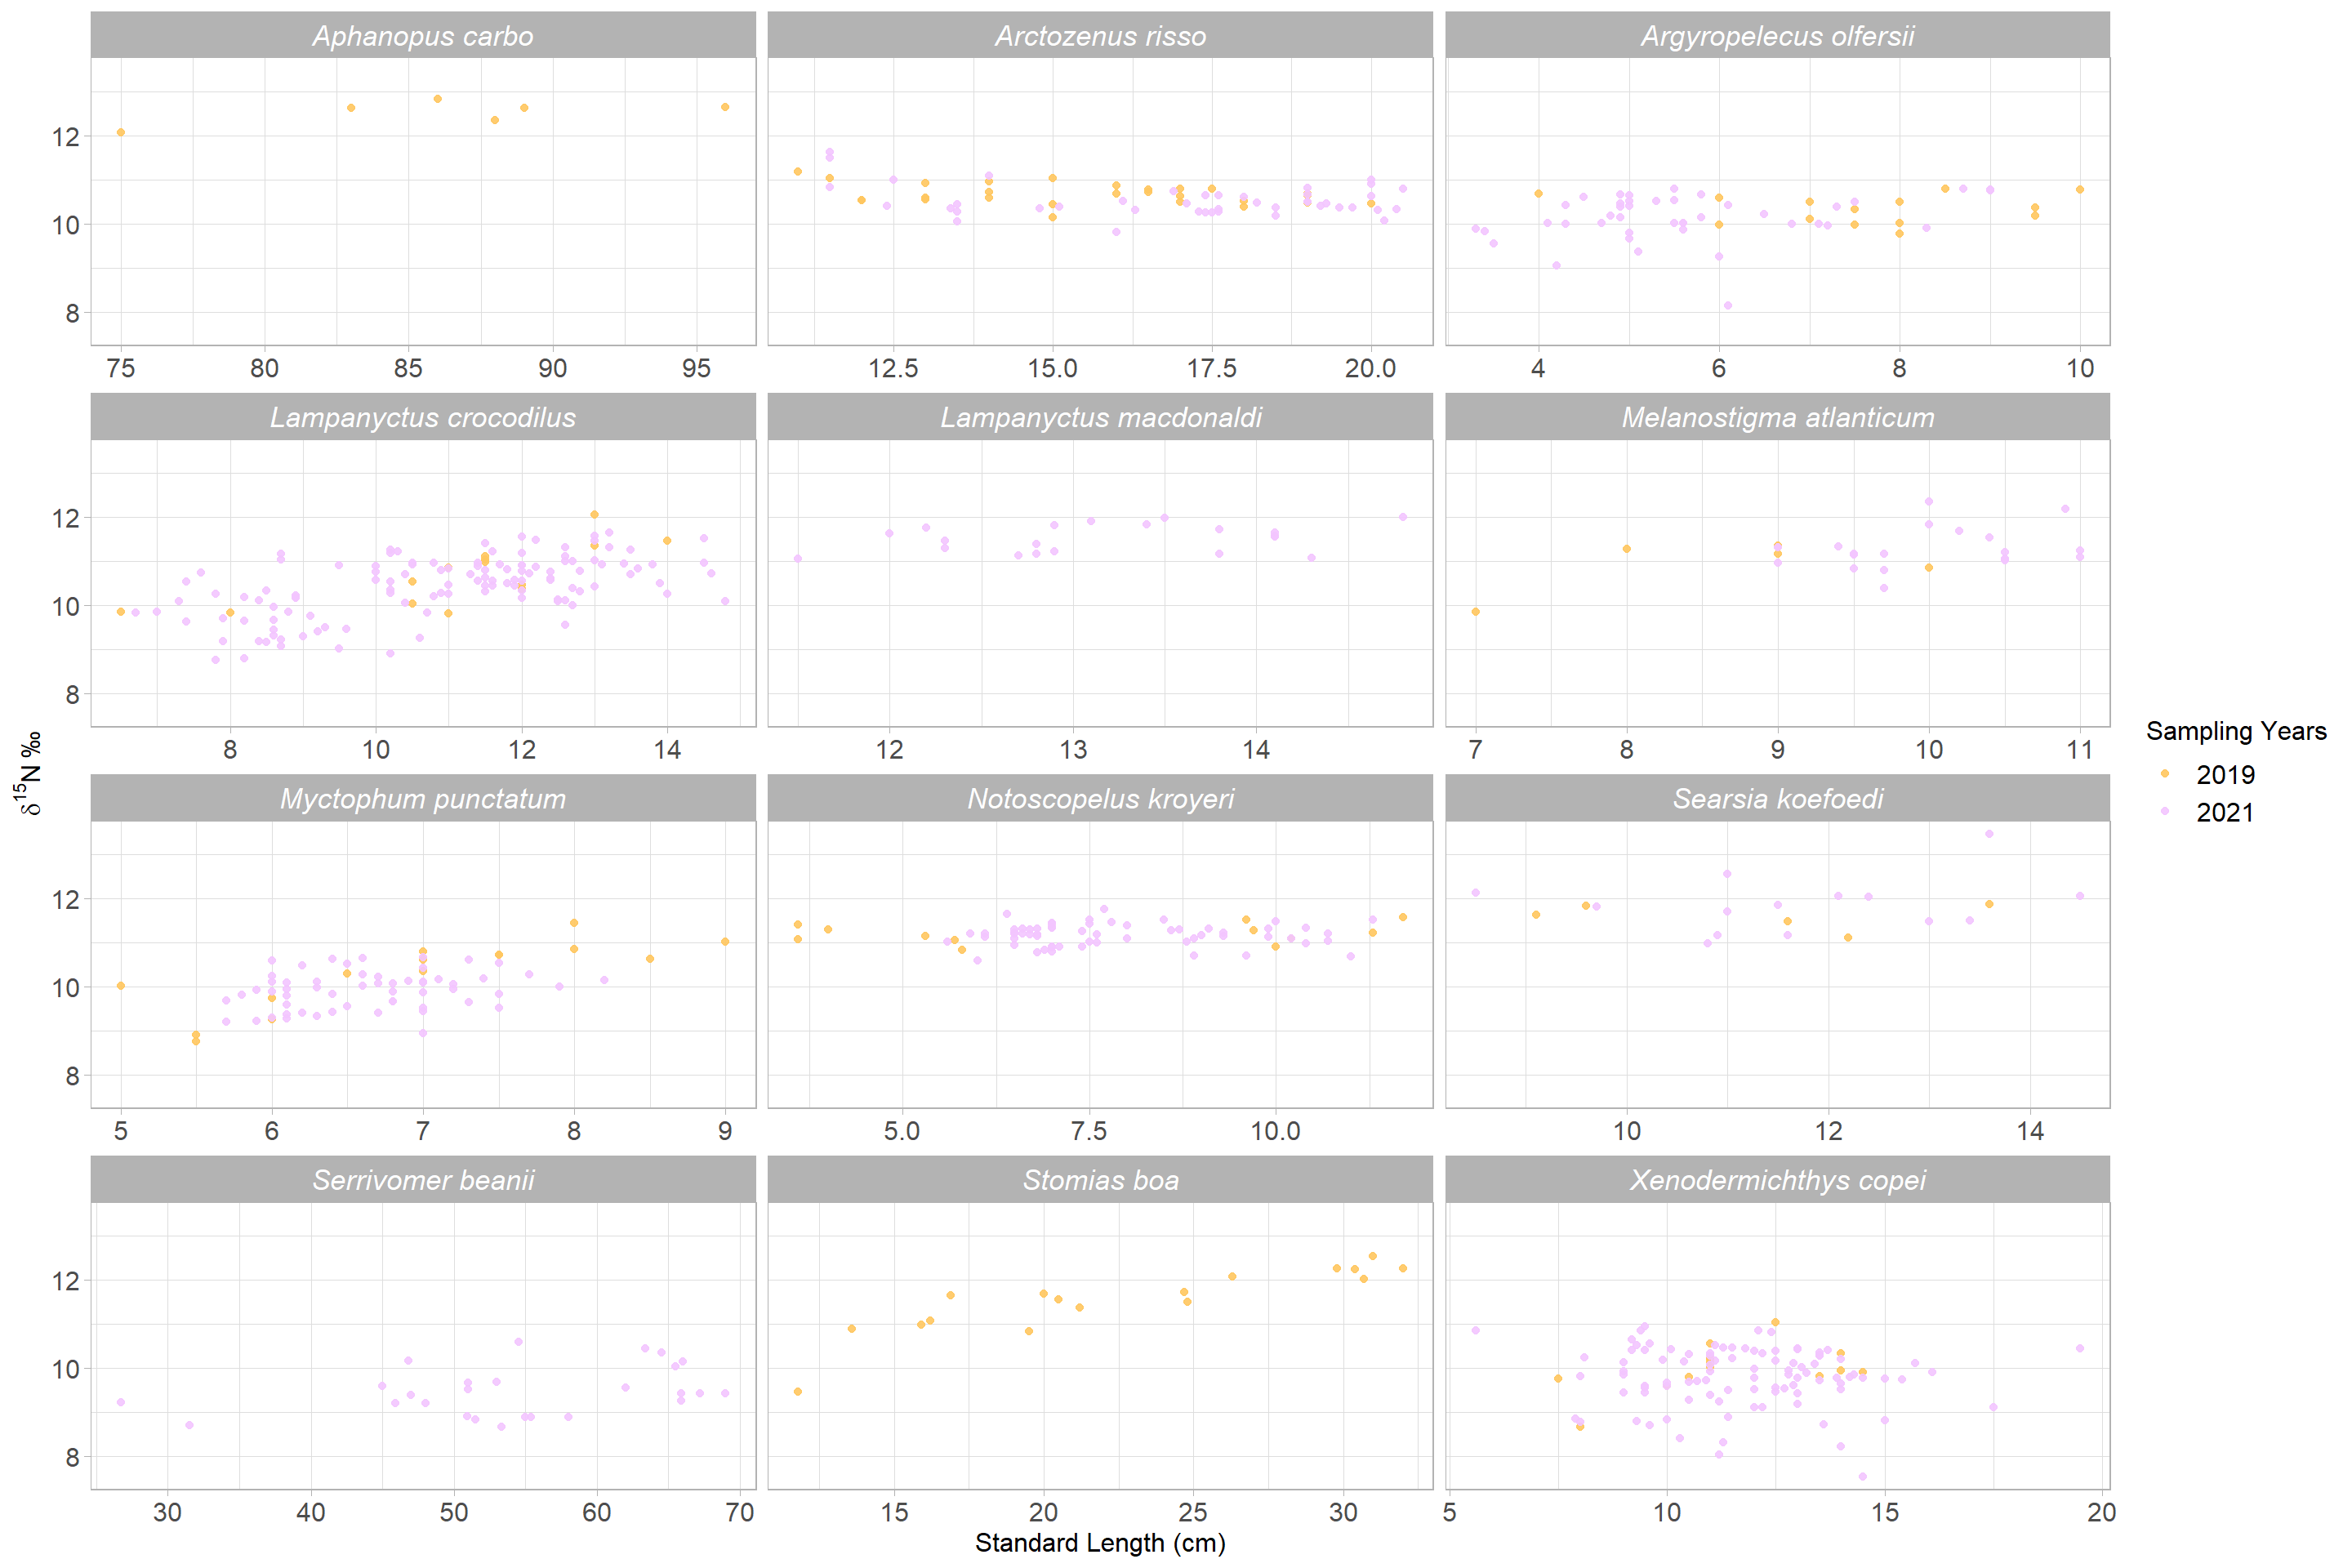 Aphanopus carbo
Arctozenus risso
Argyropelecus olfersii
12
10
8
75 80 85 90 95
12.5 15.0 17.5 20.0
4 6 8 10
Lampanyctus crocodilus
Lampanyctus macdonaldi
Melanostigma atlanticum
12
10
8
8 10 12 14
12 13 14
7 8 9 10 11
Myctophum punctatum
Notoscopelus kroyeri
Searsia koefoedi
12
10
8
5 6 7 8 9
5.0 7.5 10.0
10 12 14
Serrivomer beanii
Stomias boa
Xenodermichthys copei
12
10
8
30 40 50 60 70
15 20 25 30
5 10 15 20
δ15N ‰
Standard Length (cm)
Sampling Years
2019
2021